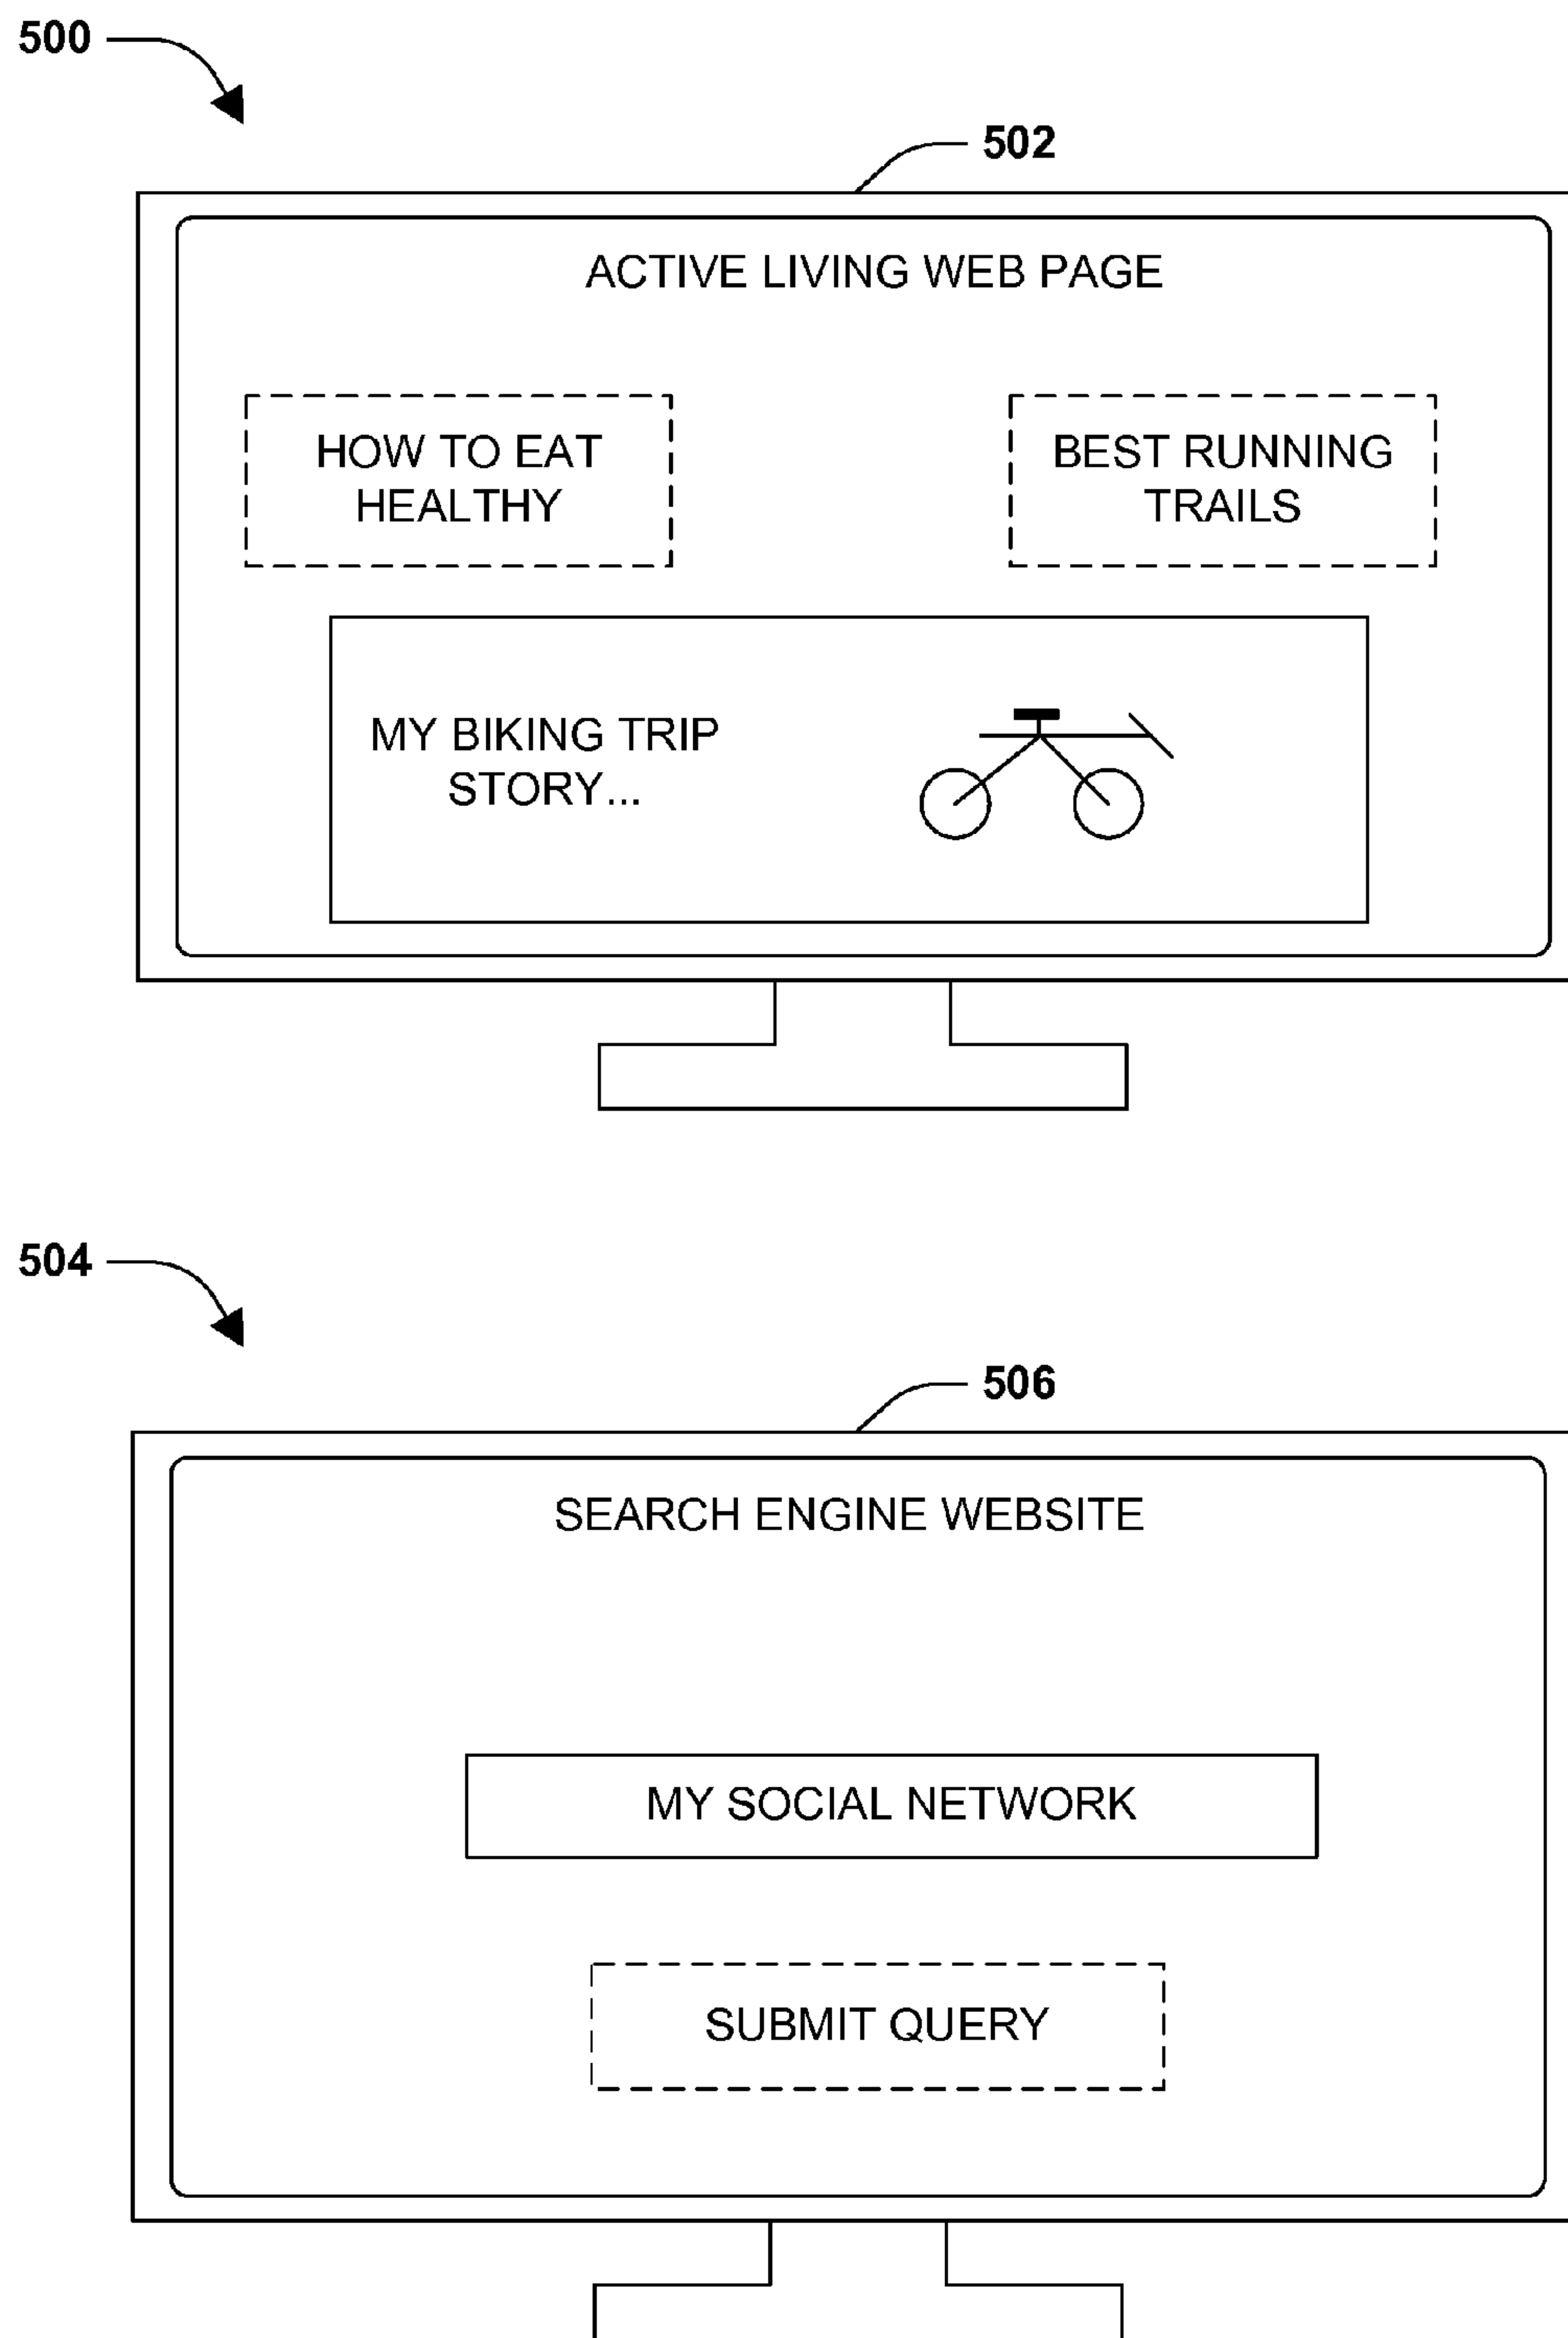 500
502
ACTIVE LIVING WEB PAGE
HOW TO EAT
HEALTHY
BEST RUNNING
TRAILS
MY BIKING TRIP
STORY...
504
506
SEARCH ENGINE WEBSITE
MY SOCIAL NETWORK
SUBMIT QUERY